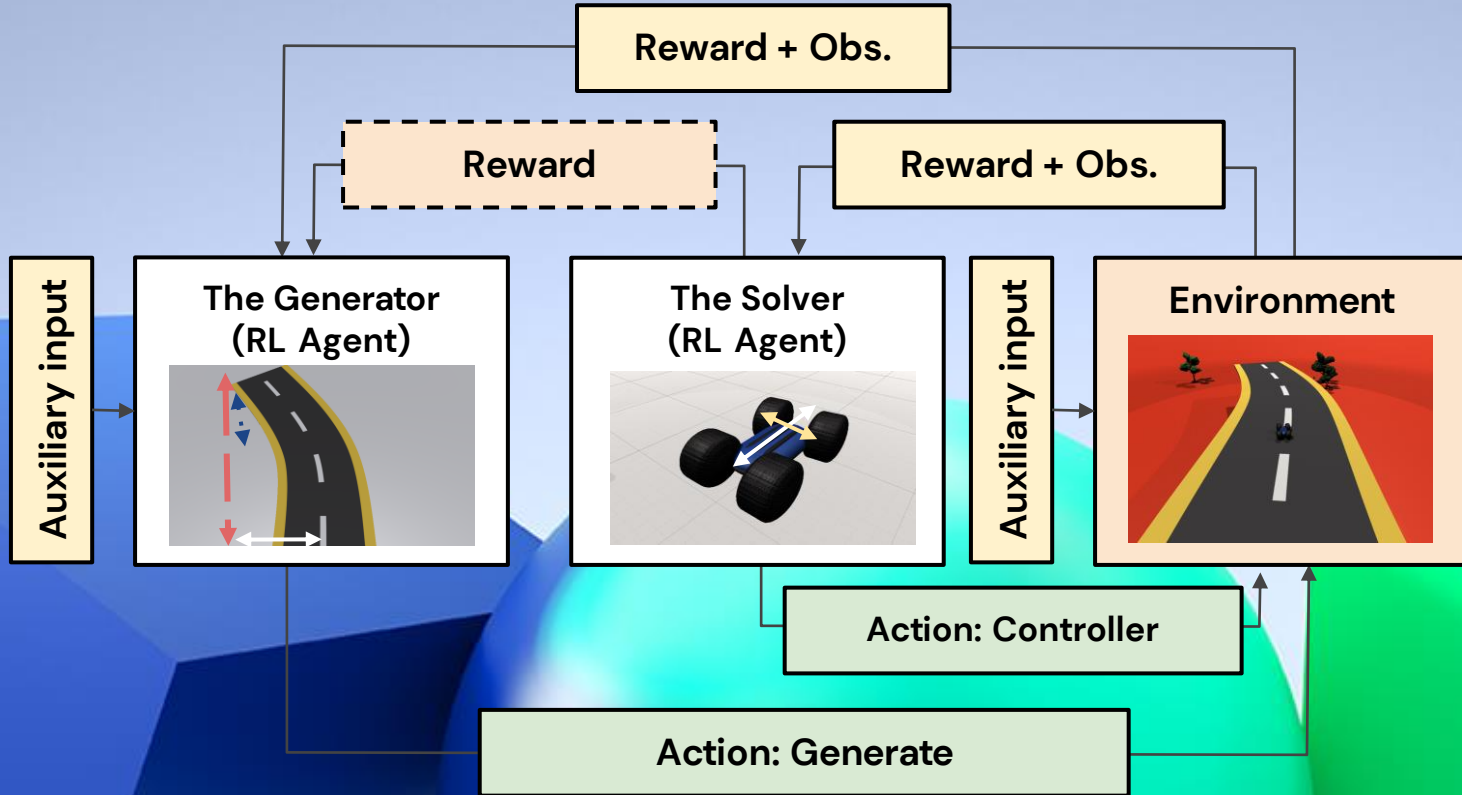 Reward + Obs.
Reward
Reward + Obs.
Auxiliary input
The Generator
(RL Agent)
The Solver
(RL Agent)
Auxiliary input
Environment
Action: Controller
Action: Generate